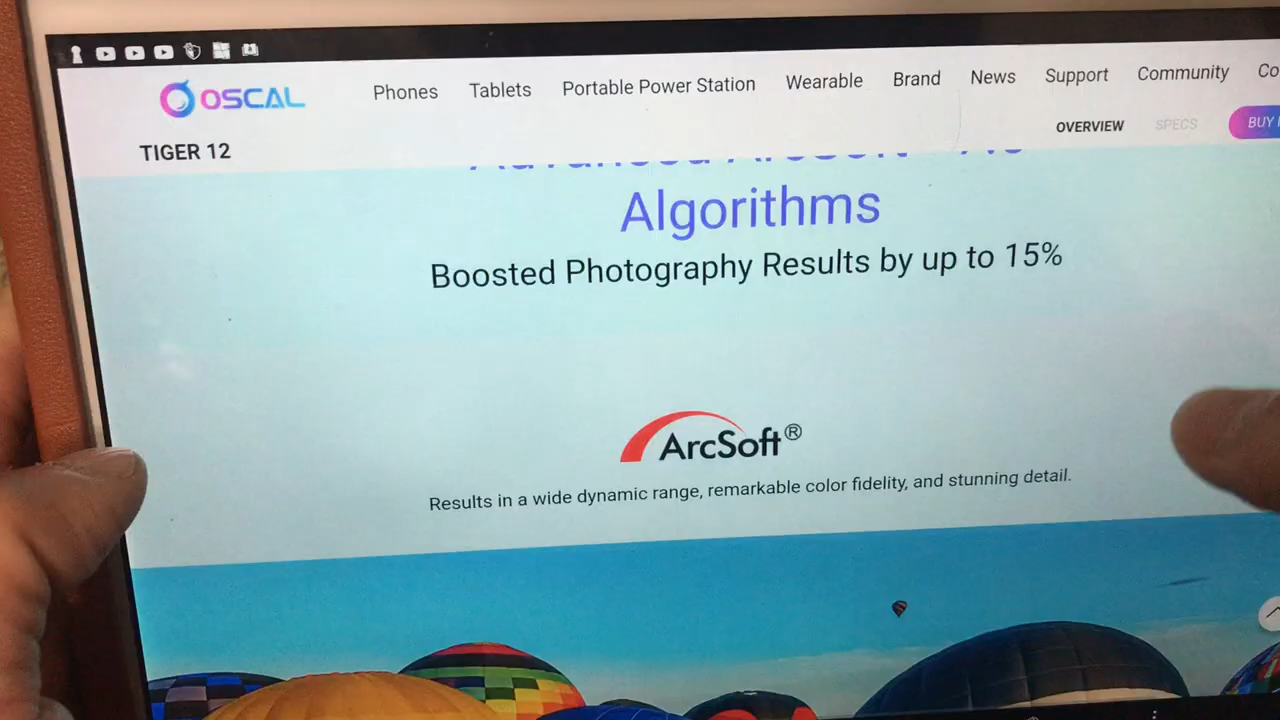 OSCAL
Phones Tablets Portable Power Station Wearable Brand News Support Community
TIGER 12
OVERVIEW SPECS BUY
Algorithms
Boosted Photography Results by up to 15%
ArcSoft®
Results in a wide dynamic range, remarkable color fidelity, and stunning detail.